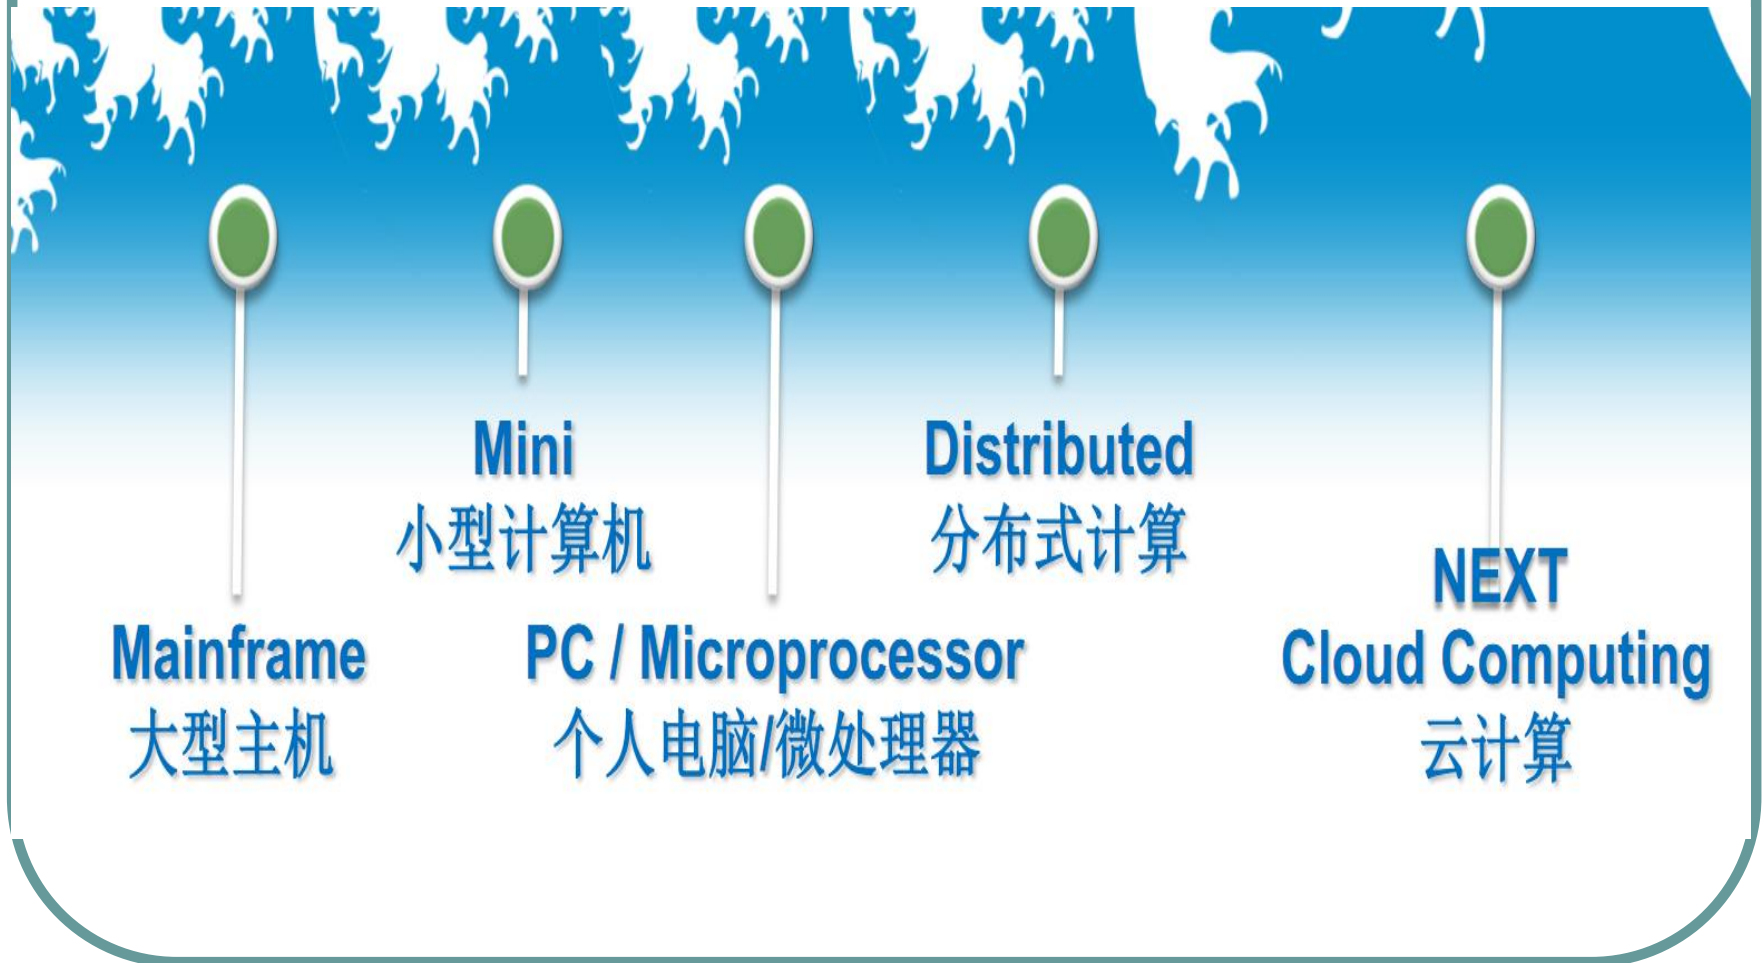 Mainframe
大型主机
Mini
小型计算机
PC / Microprocessor
个人电脑/微处理器
Distributed
分布式计算
NEXT
Cloud Computing
云计算